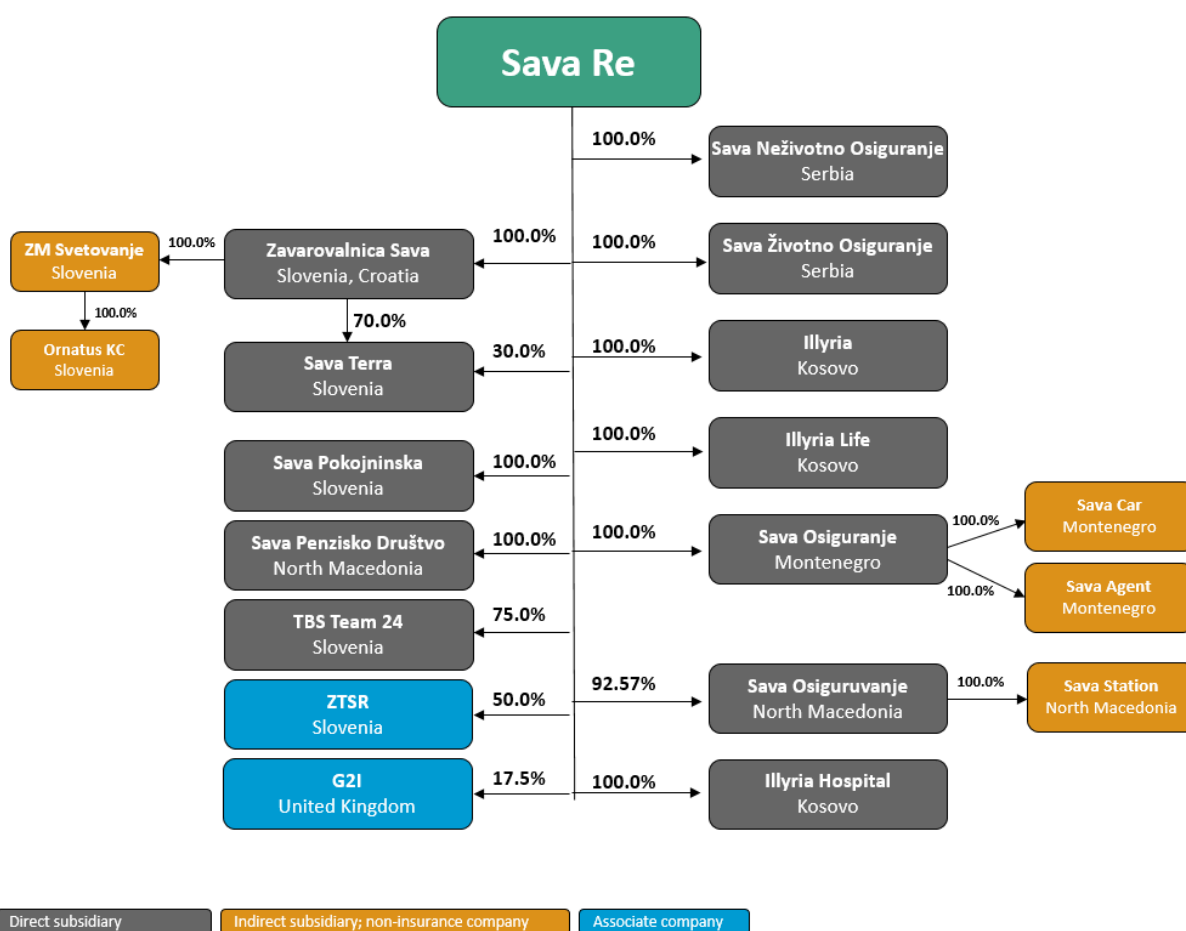 Sava Re
100.0%
Sava Neživotno Osiguranje
Serbia
ZM Svetovanje
Slovenia
100.0%
Zavarovalnica Sava
Slovenia, Croatia
100.0%
100.0%
Sava Životno Osiguranje
Serbia
100.0%
Ornatus KC
Slovenia
70.0%
Sava Terra
Slovenia
30.0%
100.0%
Illyria
Kosovo
100.0%
Illyria Life
Kosovo
Sava Pokojninska
Slovenia
100.0%
Sava Penzisko Društvo
North Macedonia
100.0%
100.0%
Sava Osiguranje
Montenegro
100.0%
Sava Car
Montenegro
100.0%
Sava Agent
Montenegro
TBS Team 24
Slovenia
75.0%
ZTSR
Slovenia
50.0%
92.57%
Sava Osiguruvanje
North Macedonia
100.0%
Sava Station
North Macedonia
G2I
United Kingdom
17.5%
100.0%
Illyria Hospital
Kosovo
Direct subsidiary
Indirect subsidiary; non-insurance company
Associate company